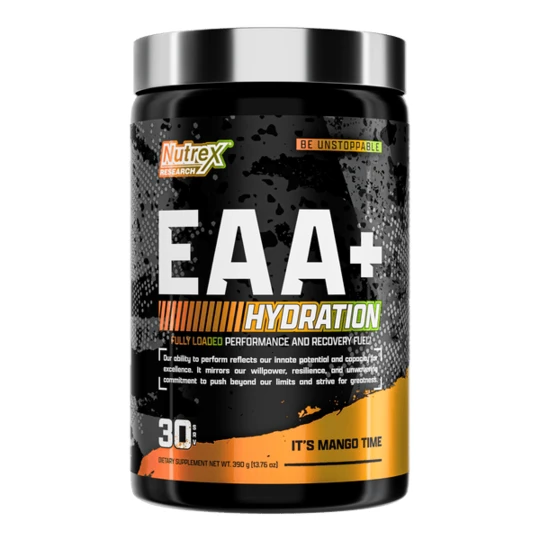 Nutrex
RESEARCH
BE UNSTOPPABLE
EAA+
HYDRATION
FULLY LOADED PERFORMANCE AND RECOVERY FUEL
Our ability to perform reflects our innate potential and capacity for
excellence. It mirrors our willpower, resilience, and unwavering
commitment to push beyond our limits and strive for greatness.
30 SRV
IT'S MANGO TIME
DIETARY SUPPLEMENT NET WT. 390 g (13.76 oz)